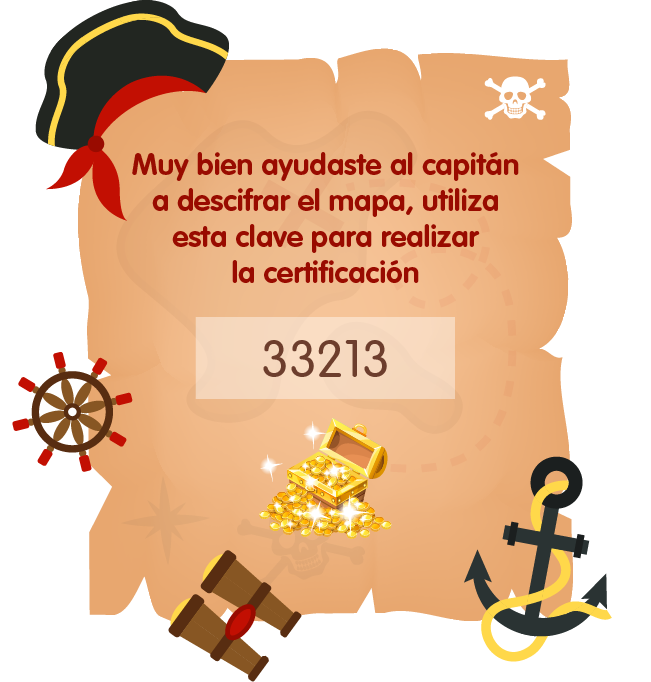 Muy bien ayudaste al capitán
a descifrar el mapa, utiliza
esta clave para realizar
la certificación
33213